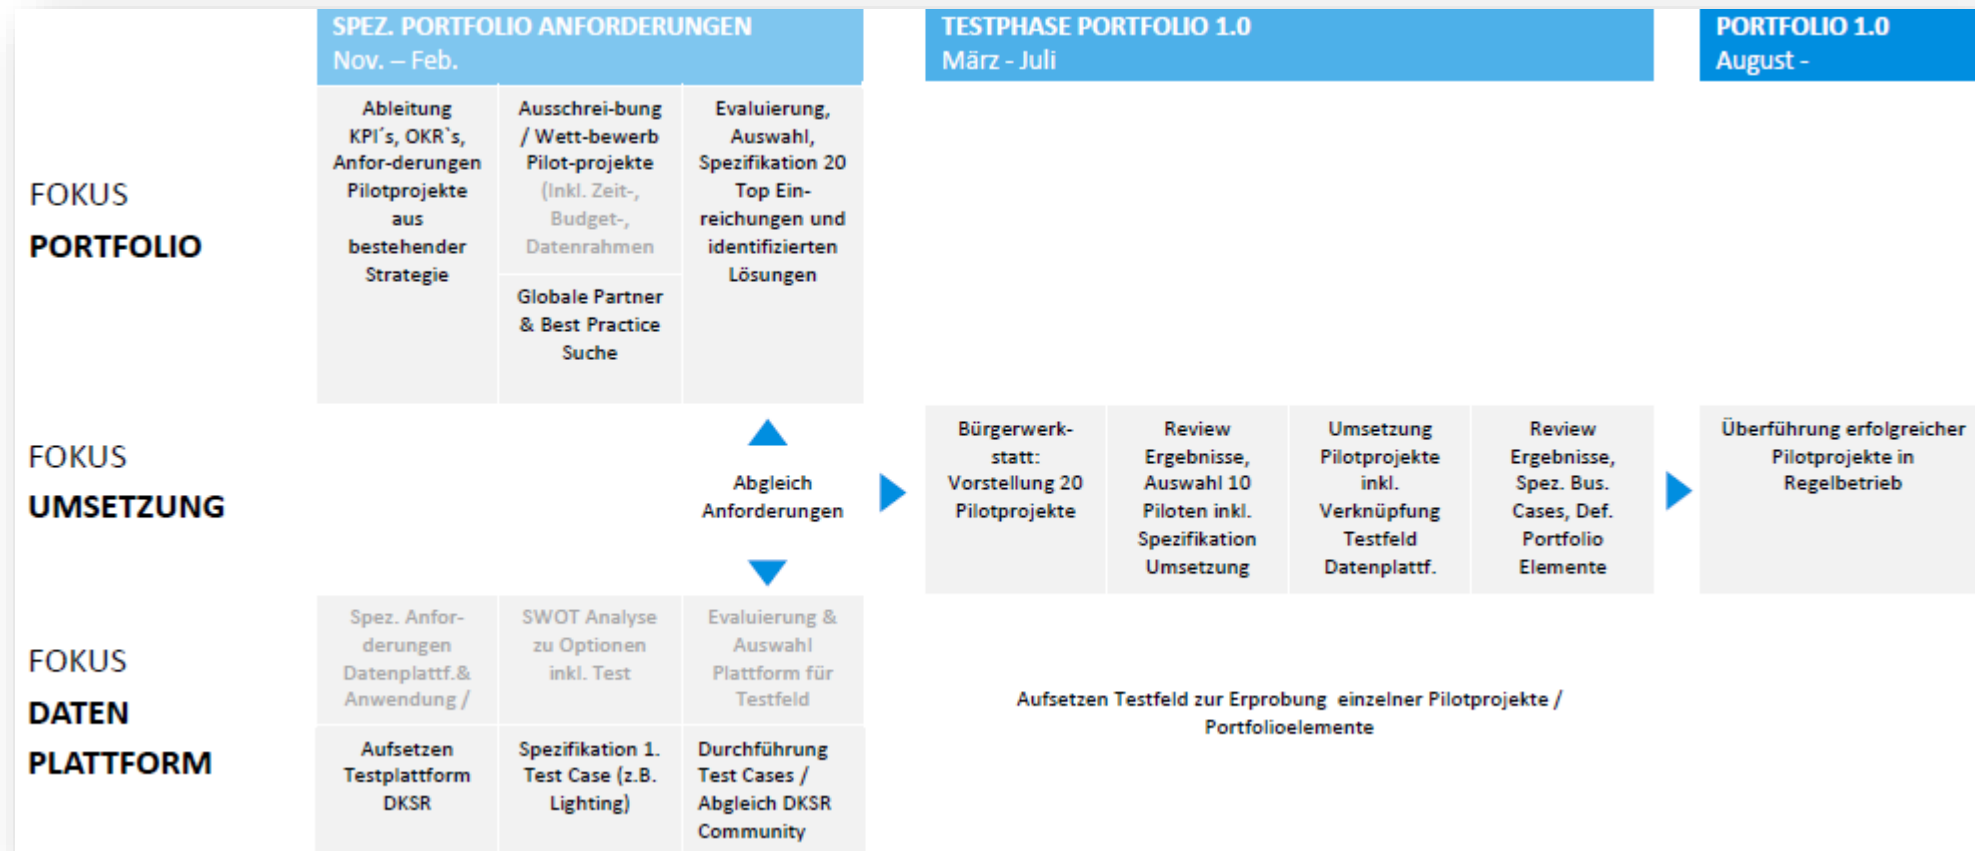 SPEZ. PORTFOLIO ANFORDERUNGEN
Nov. – Feb.
TESTPHASE PORTFOLIO 1.0
März - Juli
PORTFOLIO 1.0
August -
FOKUS
PORTFOLIO
Ableitung
KPI´s, OKR`s,
Anfor-derungen
Pilotprojekte
aus
bestehender
Strategie
Ausschrei-bung
/ Wett-bewerb
Pilot-projekte
(Inkl. Zeit-,
Budget-,
Datenrahmen
Globale Partner
& Best Practice
Suche
Evaluierung,
Auswahl,
Spezifikation 20
Top Ein-
reichungen und
identifizierten
Lösungen
FOKUS
UMSETZUNG
Abgleich
Anforderungen
Bürgerwerk-
statt:
Vorstellung 20
Pilotprojekte
Review
Ergebnisse,
Auswahl 10
Piloten inkl.
Spezifikation
Umsetzung
Umsetzung
Pilotprojekte
inkl.
Verknüpfung
Testfeld
Datenplattf.
Review
Ergebnisse,
Spez. Bus.
Cases, Def.
Portfolio
Elemente
Überführung erfolgreicher
Pilotprojekte in
Regelbetrieb
FOKUS
DATEN
PLATTFORM
Spez. Anfor-
derungen
Datenplattf.&
Anwendung /
SWOT Analyse
zu Optionen
inkl. Test
Evaluierung &
Auswahl
Plattform für
Testfeld
Aufsetzen
Testplattform
DKSR
Spezifikation 1.
Test Case (z.B.
Lighting)
Durchführung
Test Cases /
Abgleich DKSR
Community
Aufsetzen Testfeld zur Erprobung  einzelner Pilotprojekte /
Portfolioelemente